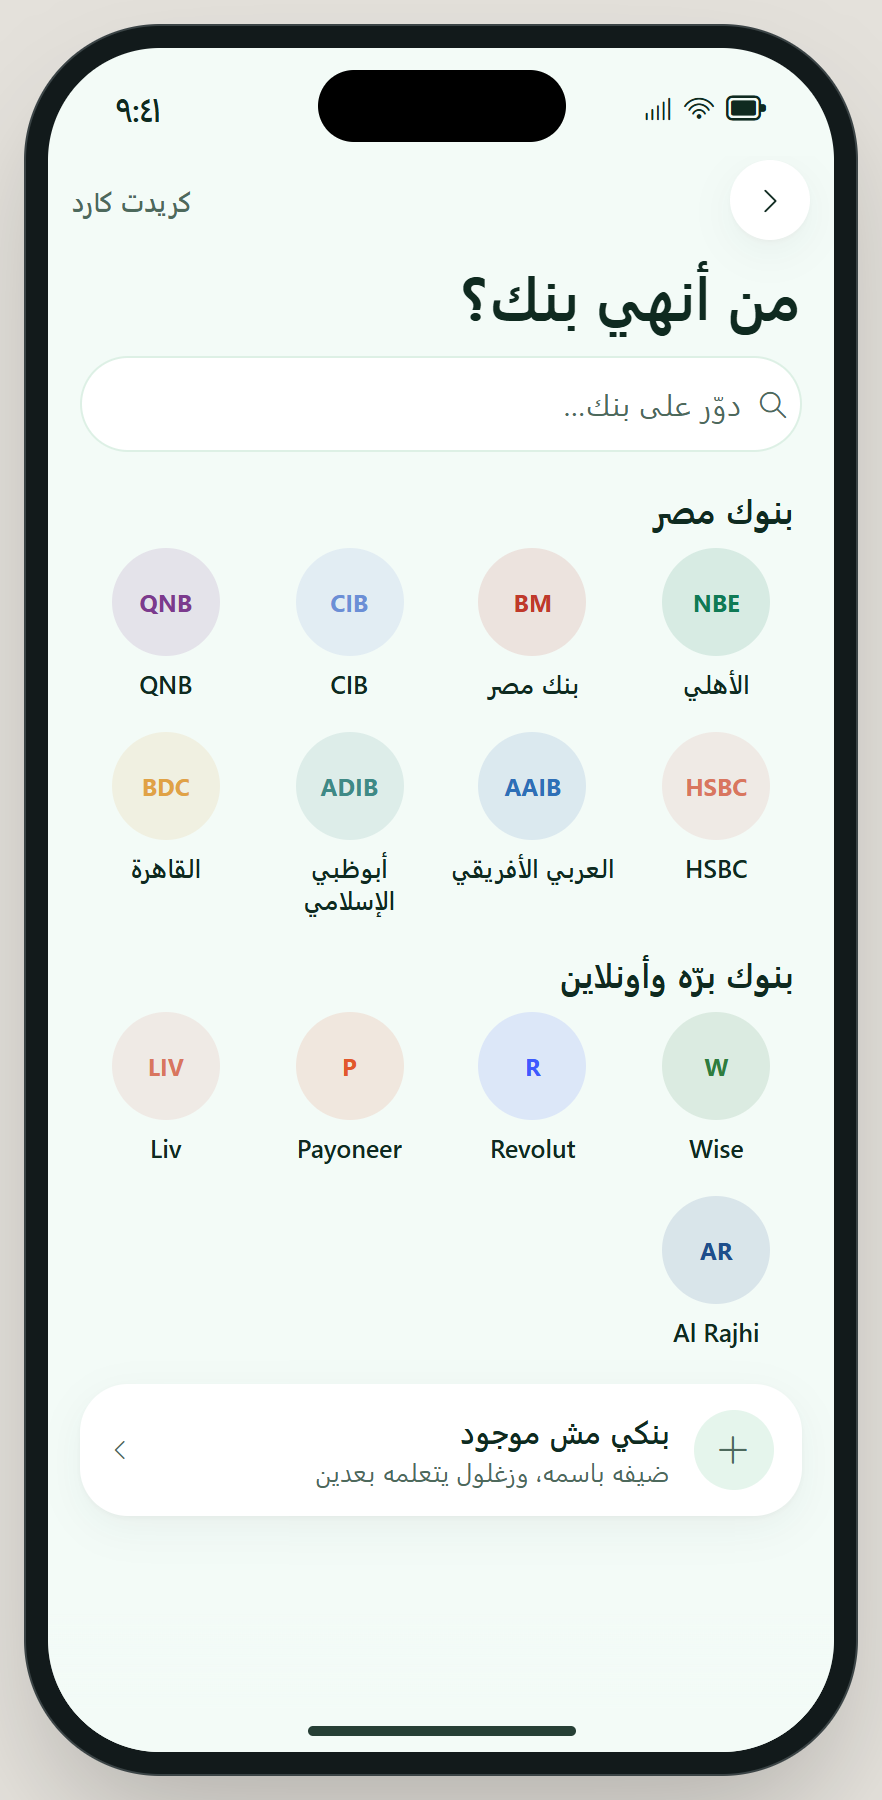 ٩:٤١
كريدت كارد
من أنهي بنك؟
دوّر على بنك...
بنوك مصر
NBE
BM
CIB
QNB
الأهلي
بنك مصر
CIB
QNB
HSBC
AAIB
ADIB
BDC
HSBC
العربي الأفريقي
أبوظبي
الإسلامي
القاهرة
بنوك برّه وأونلاين
W
R
P
LIV
Wise
Revolut
Payoneer
Liv
AR
Al Rajhi
بنكي مش موجود
ضيفه باسمه، وزغلول يتعلمه بعدين